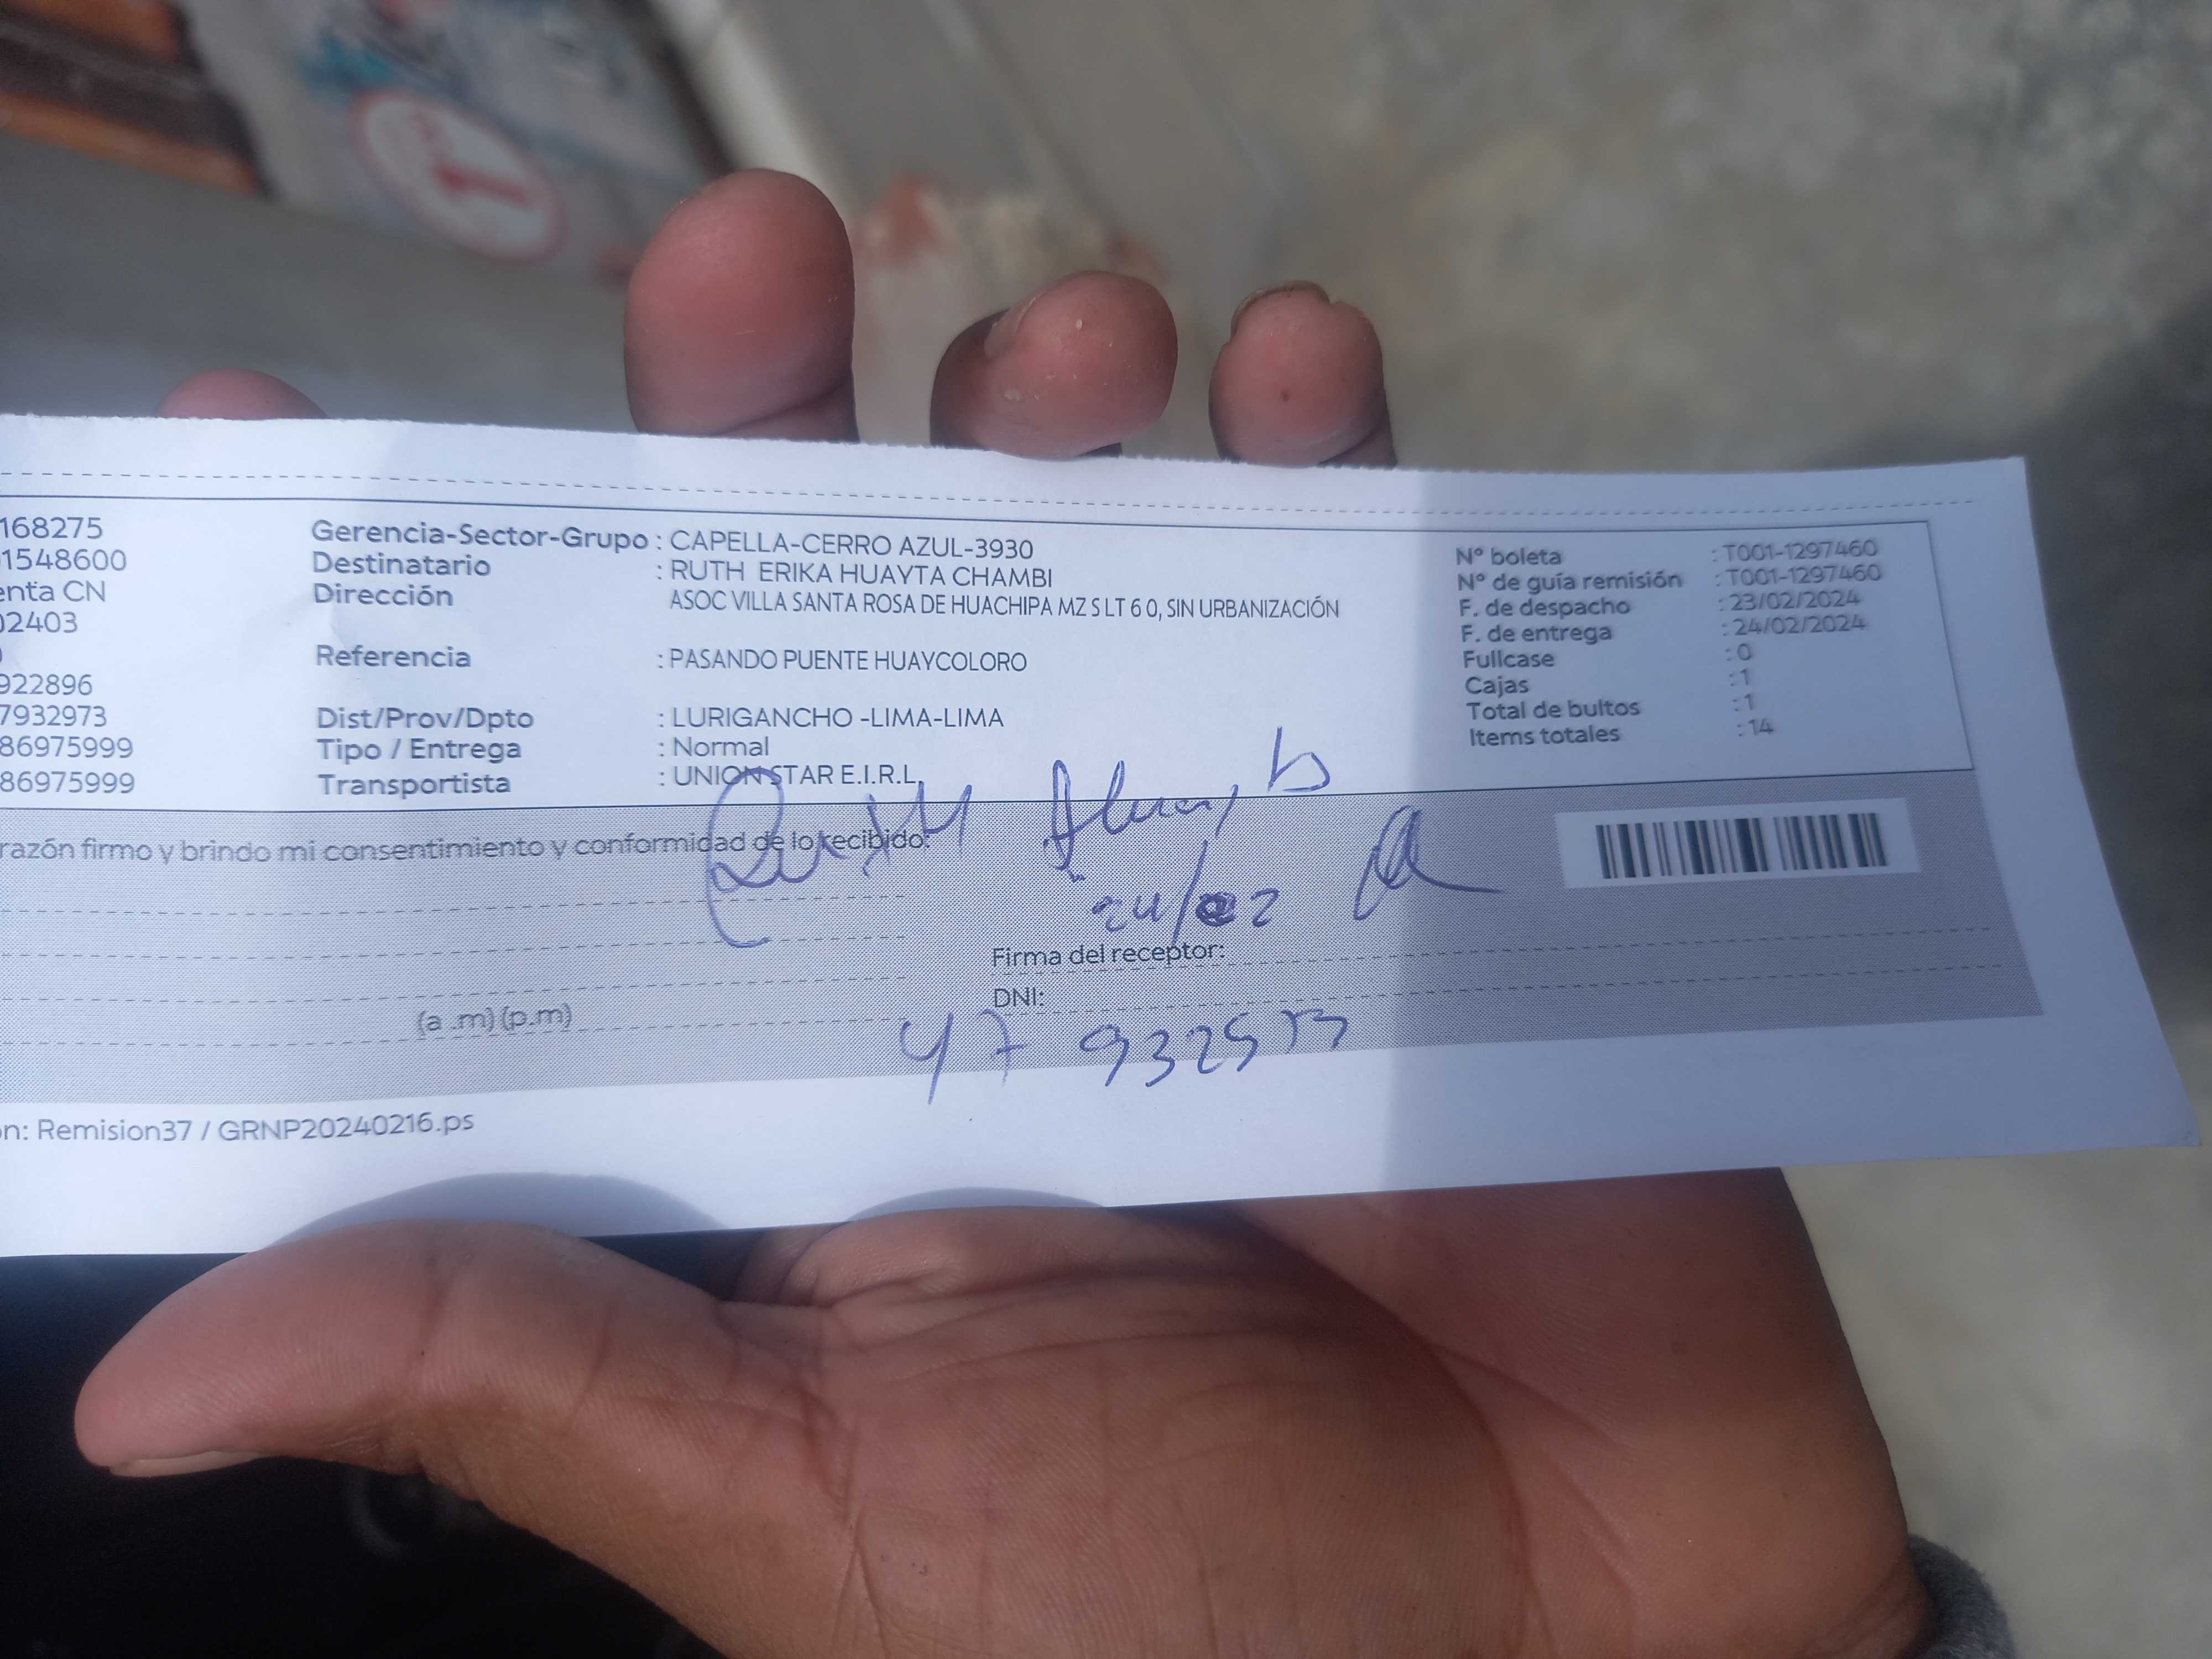 168275
1548600
enta CN
02403
922896
7932973
86975999
86975999
Gerencia-Sector-Grupo : CAPELLA-CERRO AZUL-3930
Destinatario : RUTH ERIKA HUAYTA CHAMBI
Dirección ASOC VILLA SANTA ROSA DE HUACHIPA MZ S LT 6 0, SIN URBANIZACIÓN
Referencia : PASANDO PUENTE HUAYCOLORO
Dist/Prov/Dpto : LURIGANCHO -LIMA-LIMA
Tipo / Entrega : Normal
Transportista : UNION STAR E.I.R.L.
N° boleta : T001-1297460
N° de guía remisión : T001-1297460
F. de despacho : 23/02/2024
F. de entrega : 24/02/2024
Fullcase : 0
Cajas : 1
Total de bultos : 1
Items totales : 14
razón firmo y brindo mi consentimiento y conformidad de lo recibido:
24/02
Firma del receptor:
DNI:
(a .m) (p.m)
on: Remision37 / GRNP20240216.ps